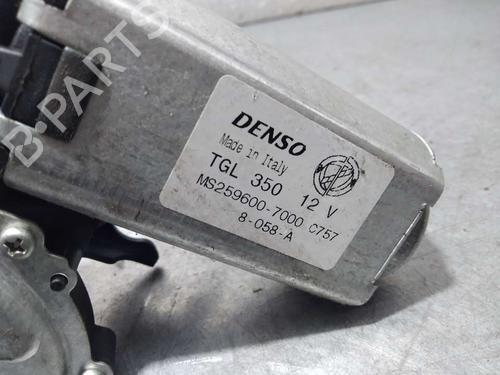 B-PARTS
DENSO
Made in Italy
TGL 350 12 V
MS259600-7000 C757
8-058-A